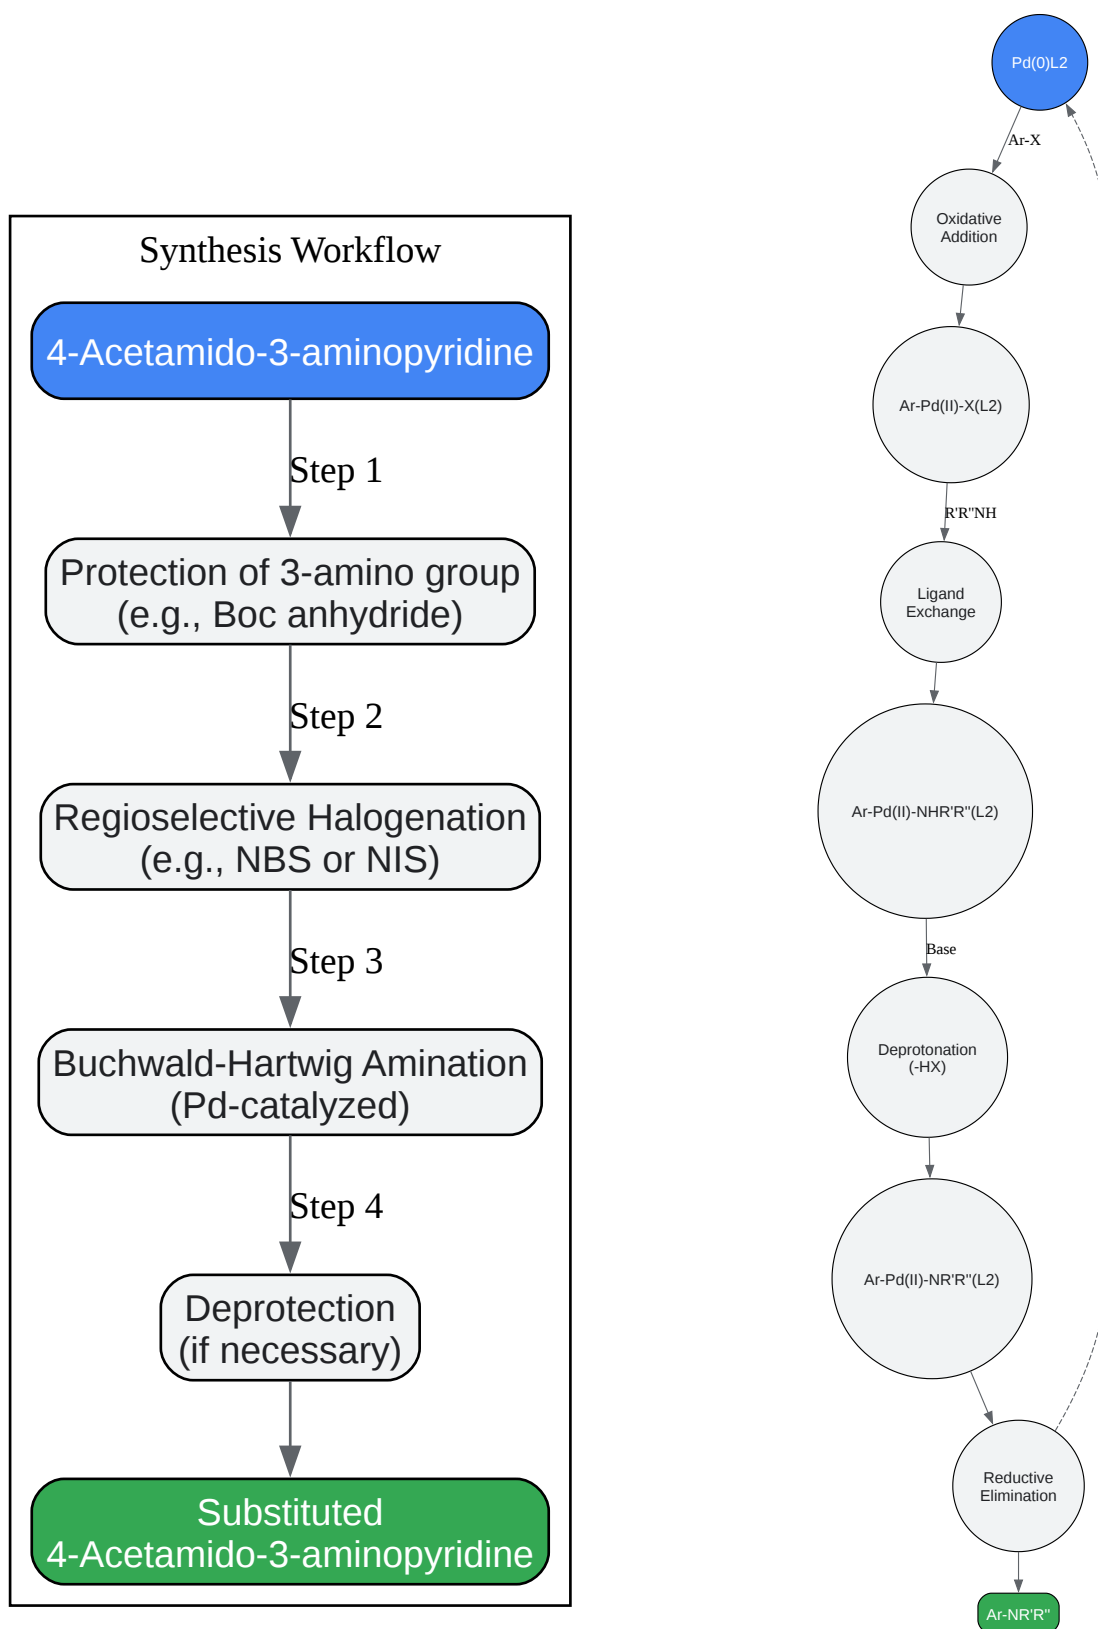 Synthesis Workflow
4-Acetamido-3-aminopyridine
Step 1
Protection of 3-amino group
(e.g., Boc anhydride)
Step 2
Regioselective Halogenation
(e.g., NBS or NIS)
Step 3
Buchwald-Hartwig Amination
(Pd-catalyzed)
Step 4
Deprotection
(if necessary)
Substituted
4-Acetamido-3-aminopyridine
Pd(0)L2
Ar-X
Oxidative
Addition
Ar-Pd(II)-X(L2)
R'R''NH
Ligand
Exchange
Ar-Pd(II)-NHR'R''(L2)
Base
Deprotonation
(-HX)
Ar-Pd(II)-NR'R''(L2)
Reductive
Elimination
Ar-NR'R''